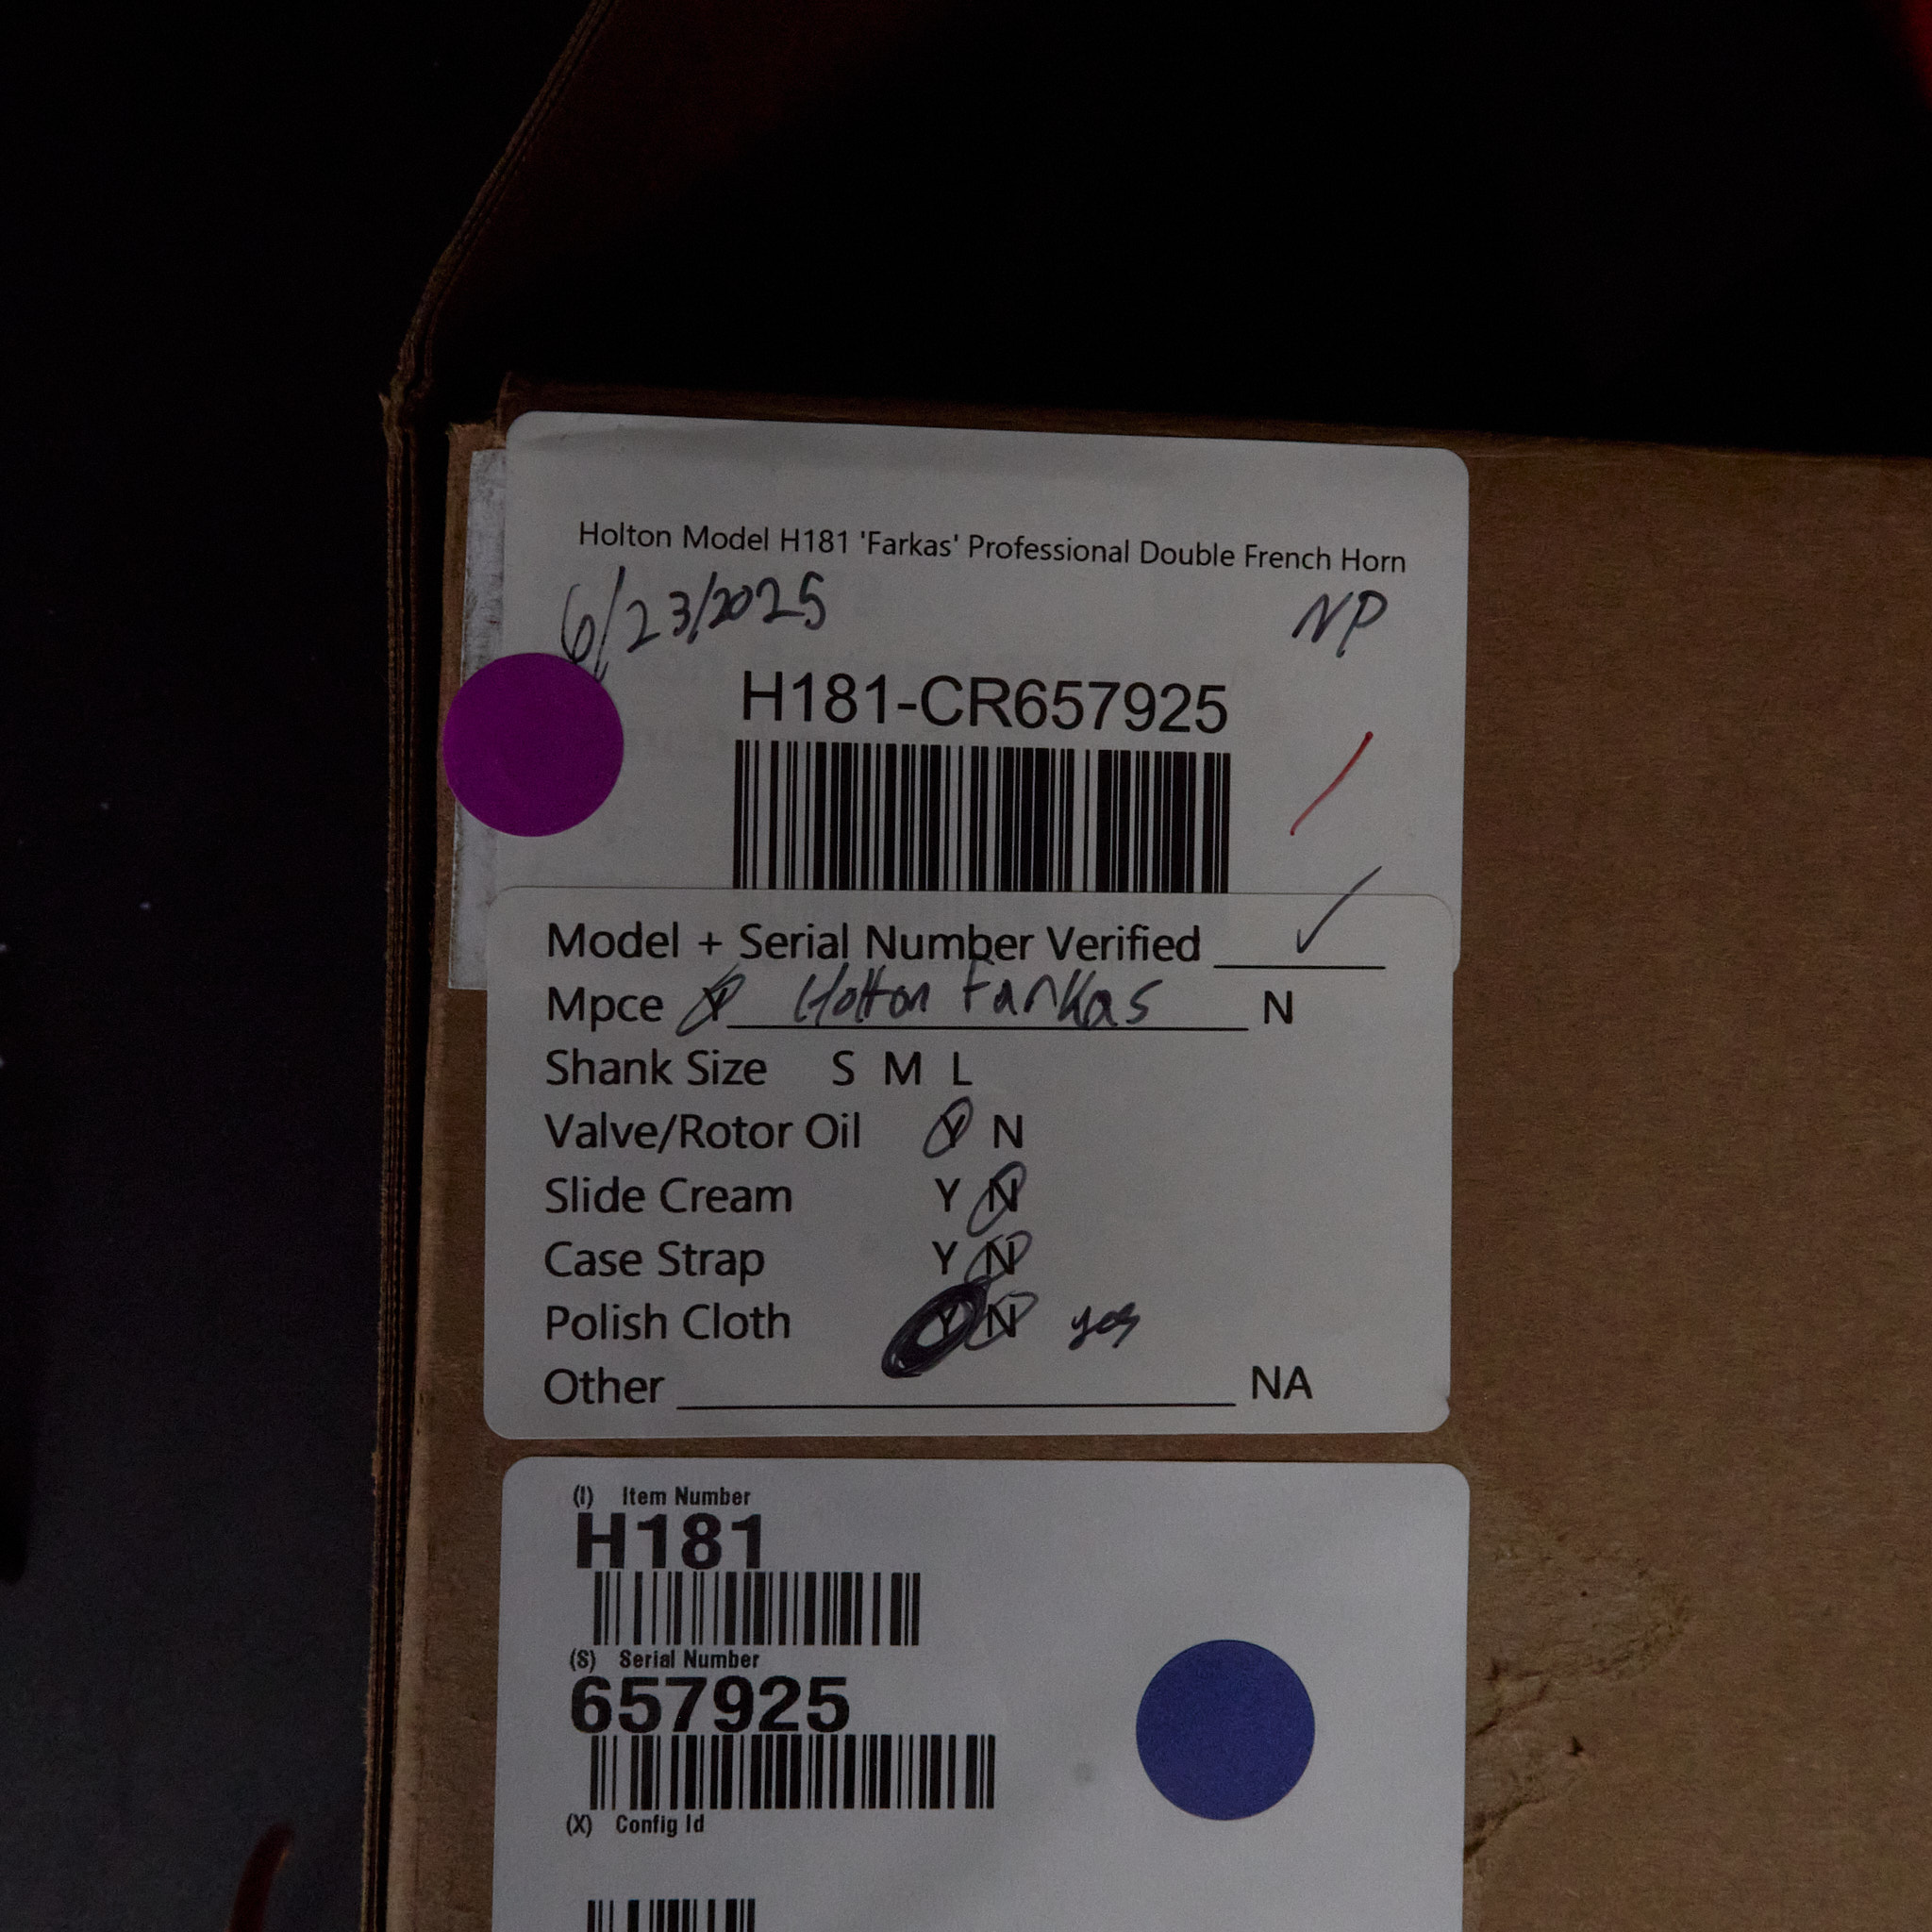 Holton Model H181 'Farkas' Professional Double French Horn
6/23/2025 NP
H181-CR657925
Model + Serial Number Verified ✓
Mpce Y Holton Farkas N
Shank Size S M L
Valve/Rotor Oil Y N
Slide Cream Y N
Case Strap Y N
Polish Cloth Y N yes
Other NA
(I) Item Number
H181
(S) Serial Number
657925
(X) Config Id